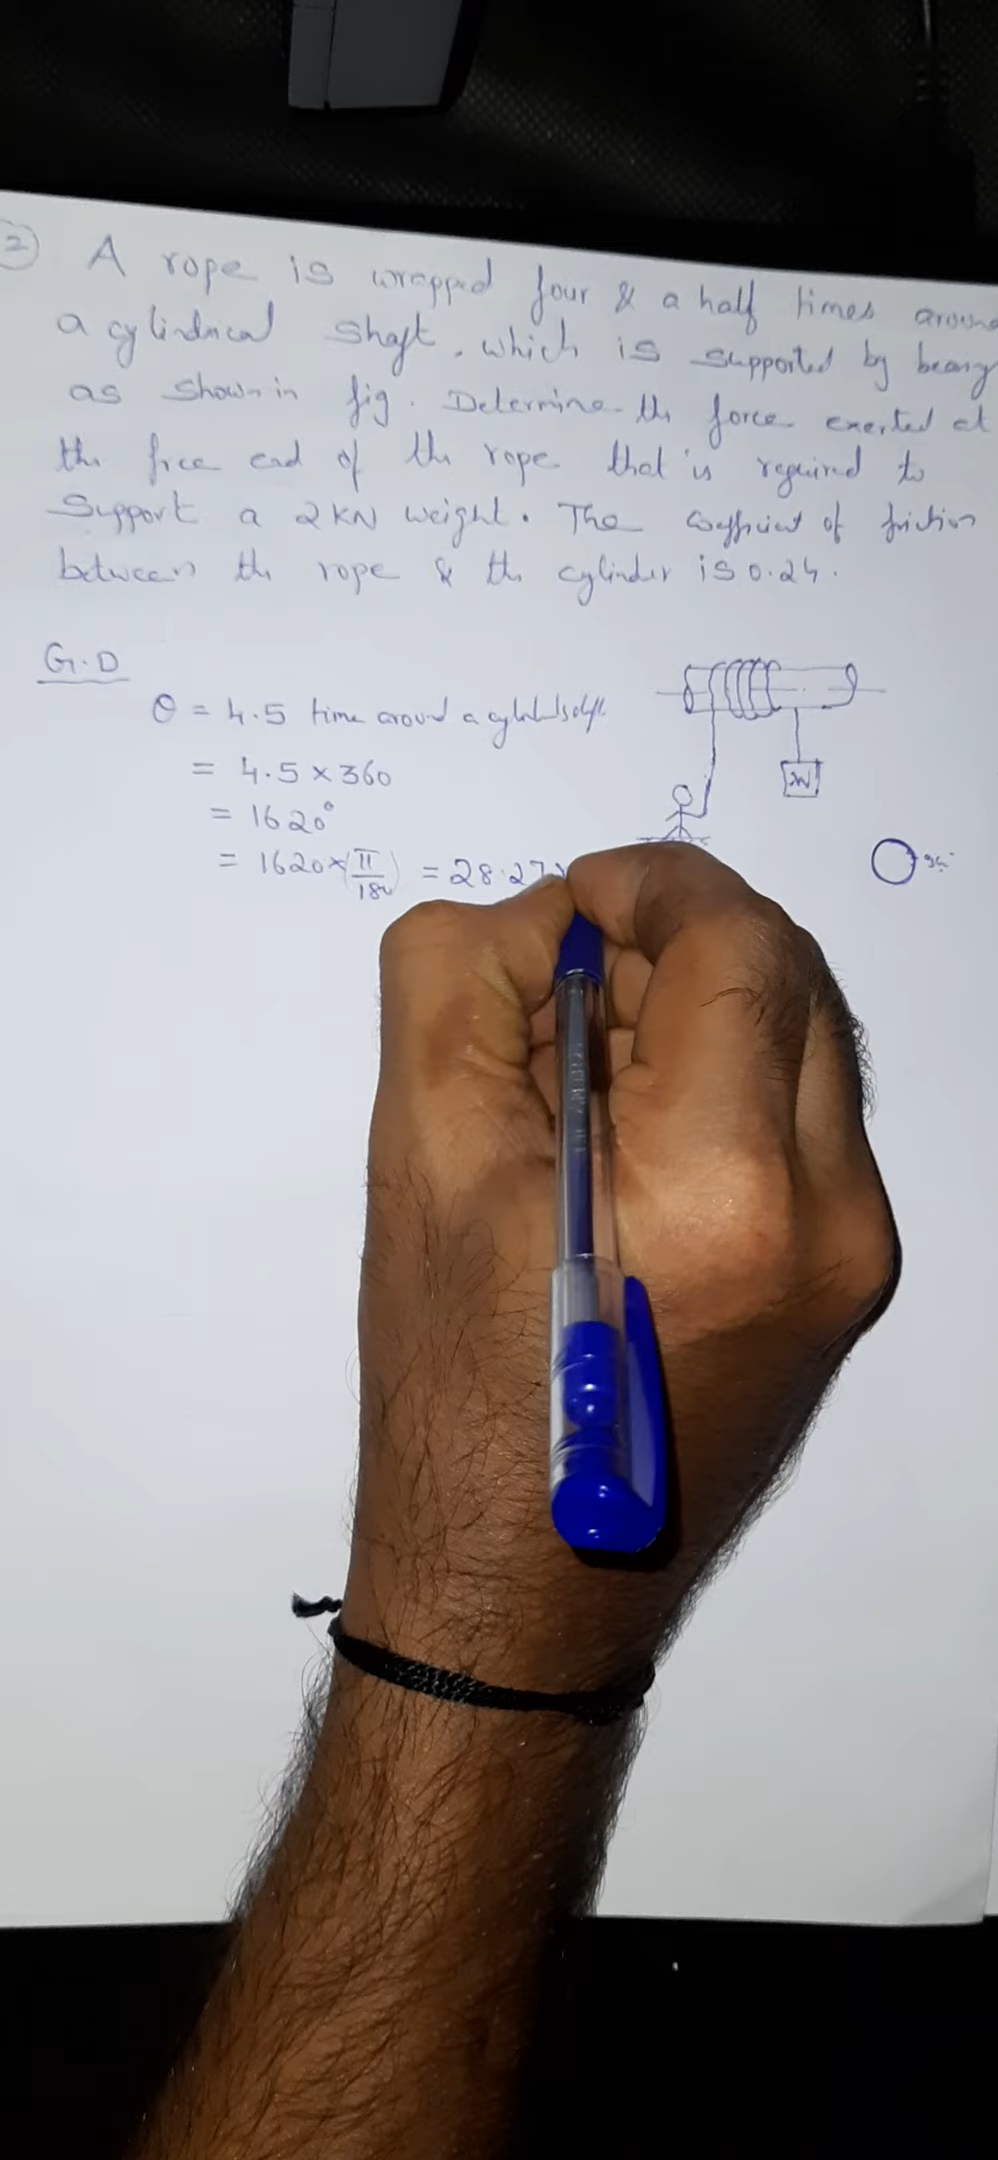 2
A rope is wrapped four & a half times around
a cylindrical shaft, which is supported by bearing
as shown in fig. Determine the force exerted at
the free end of the rope that is required to
Support a 2KN weight. The coefficient of friction
between the rope & the cylinder is 0.24.
G.D
θ = 4.5 time around a
= 4.5 × 360
= 1620°
= 1620 × (π/180) = 28.27
W